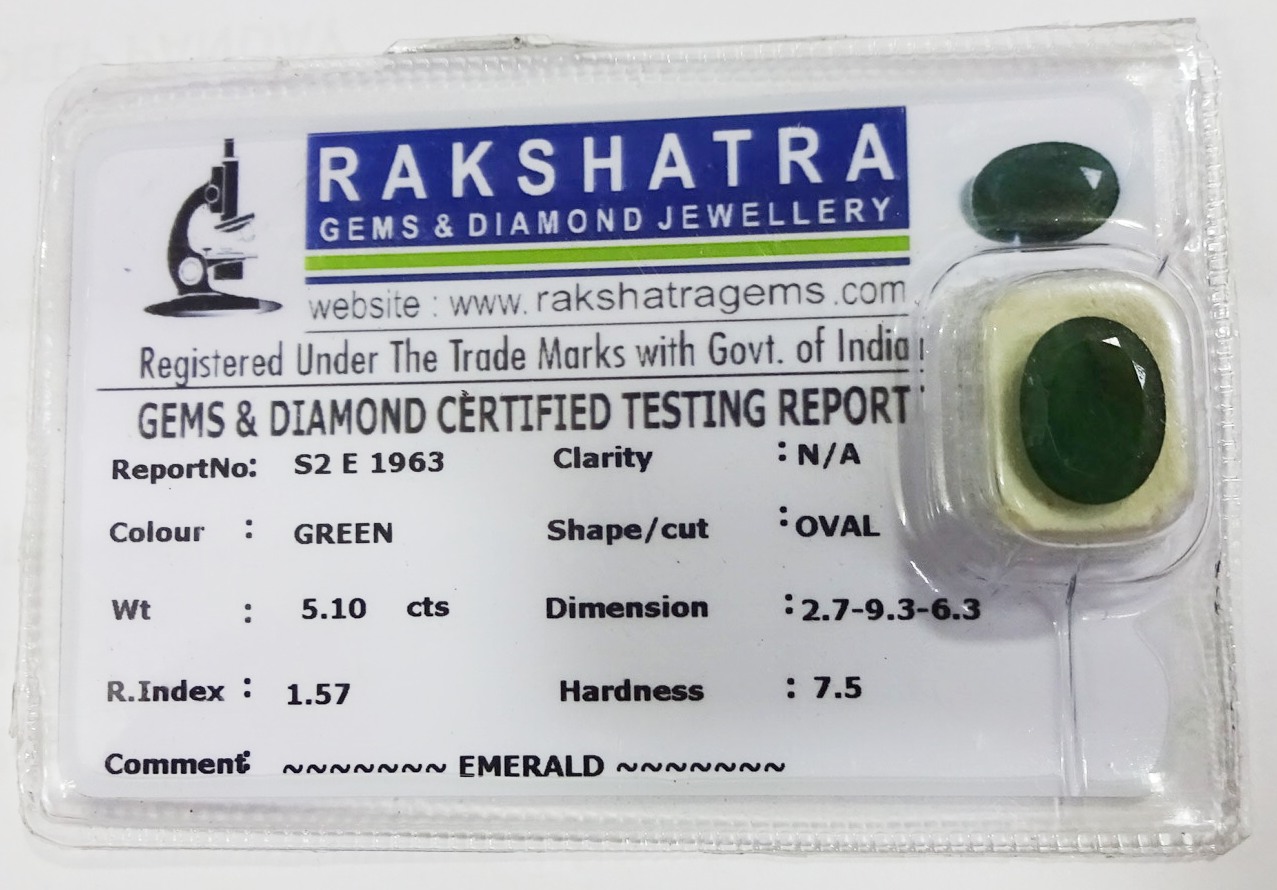 RAKSHATRA
GEMS & DIAMOND JEWELLERY
website : www. rakshatragems .com
Registered Under The Trade Marks with Govt. of India
GEMS & DIAMOND CERTIFIED TESTING REPORT
ReportNo: S2 E 1963 Clarity : N/A
Colour : GREEN Shape/cut : OVAL
Wt : 5.10 cts Dimension : 2.7-9.3-6.3
R.Index : 1.57 Hardness : 7.5
Comment : ~~~~~~~ EMERALD ~~~~~~~